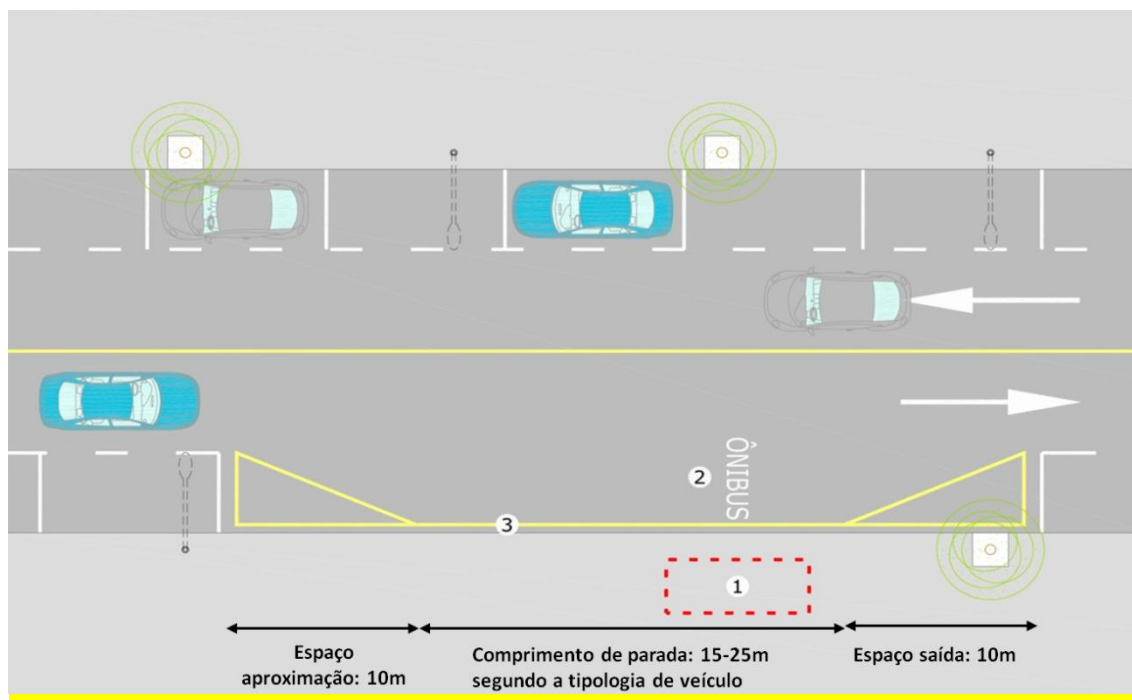 ÔNIBUS
2
3
1
Espaço
aproximação: 10m
Comprimento de parada: 15-25m
segundo a tipologia de veículo
Espaço saída: 10m